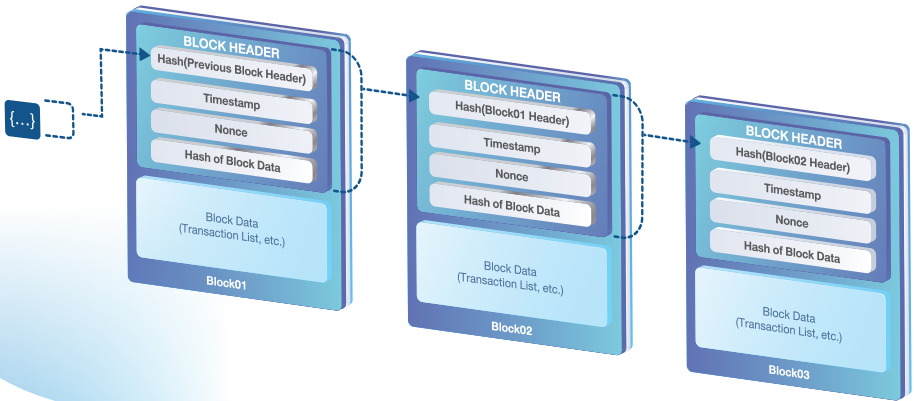 {...}
BLOCK HEADER
Hash(Previous Block Header)
Timestamp
Nonce
Hash of Block Data
Block Data
(Transaction List, etc.)
Block01
BLOCK HEADER
Hash(Block01 Header)
Timestamp
Nonce
Hash of Block Data
Block Data
(Transaction List, etc.)
Block02
BLOCK HEADER
Hash(Block02 Header)
Timestamp
Nonce
Hash of Block Data
Block Data
(Transaction List, etc.)
Block03